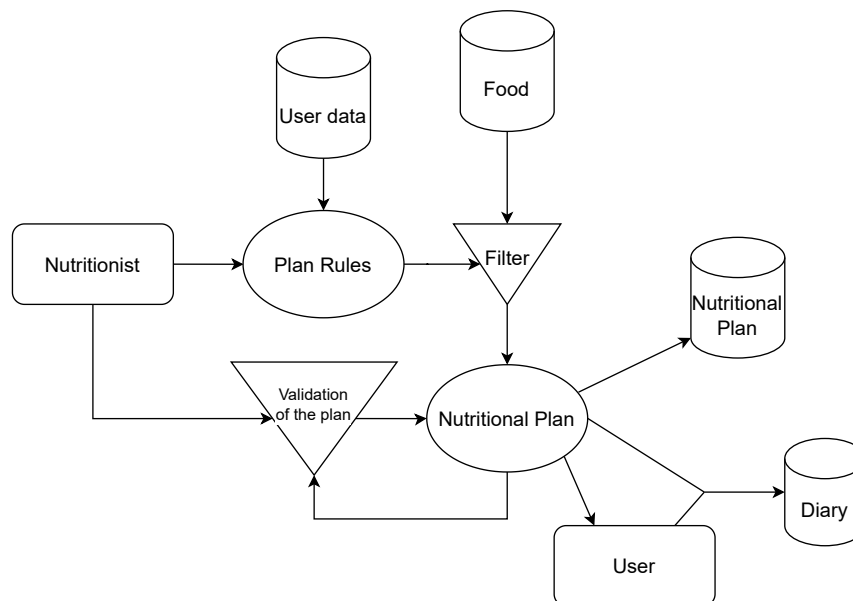 Food
User data
Nutritionist
Plan Rules
Filter
Nutritional
Plan
Validation
of the plan
Nutritional Plan
Diary
User